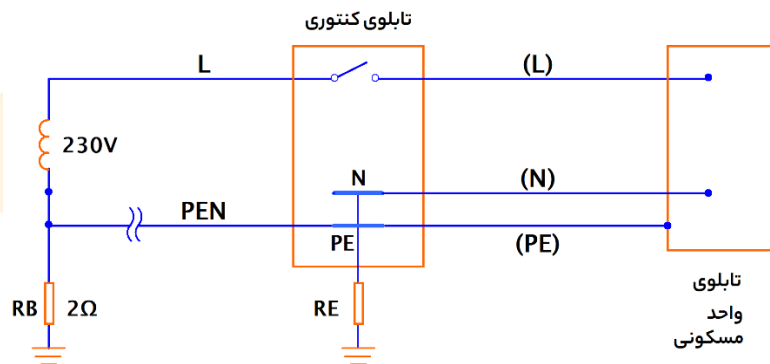 تابلوی کنتوری
L
(L)
230V
N
(N)
PEN
PE
(PE)
RB
2Ω
RE
تابلوی
واحد
مسکونی